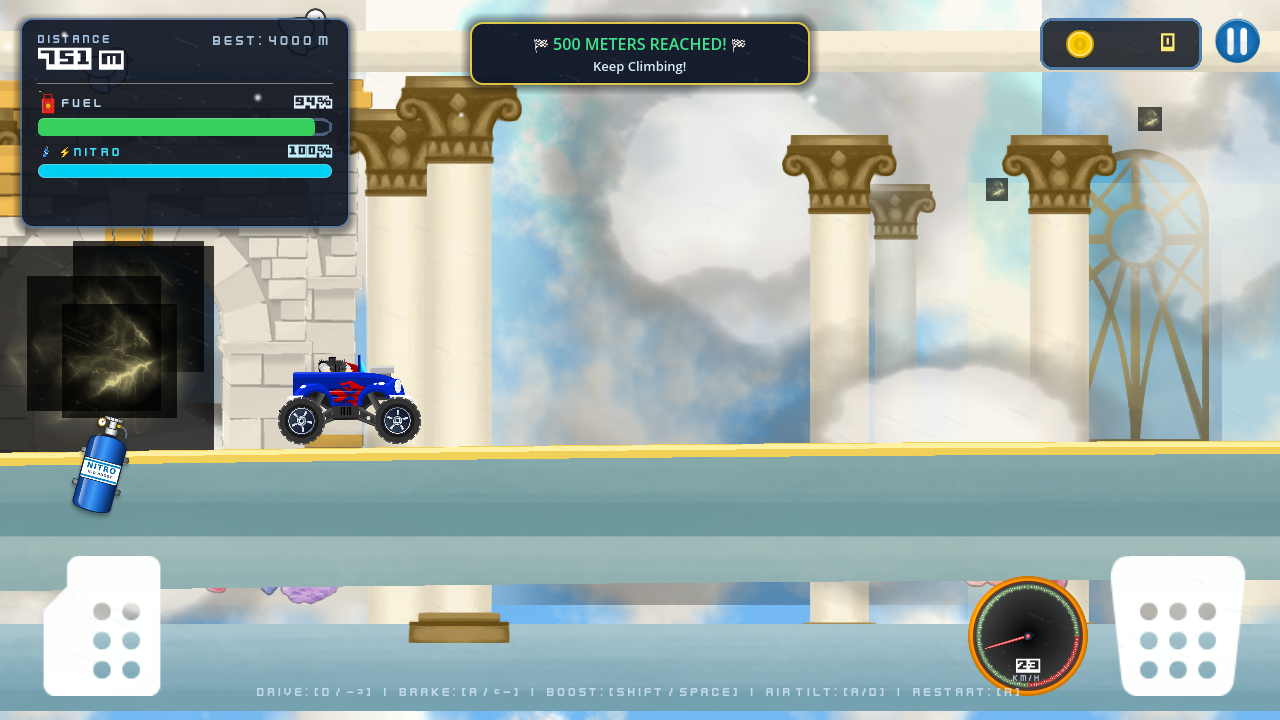 DISTANCE
BEST: 4000 M
751 m
FUEL
94%
NITRO
100%
🏁 500 METERS REACHED! 🏁
Keep Climbing!
0
NITRO
23
KM/H
DRIVE: [D / ->] | BRAKE: [A / <-] | BOOST: [SHIFT / SPACE] | AIR TILT: [A/D] | RESTART: [R]